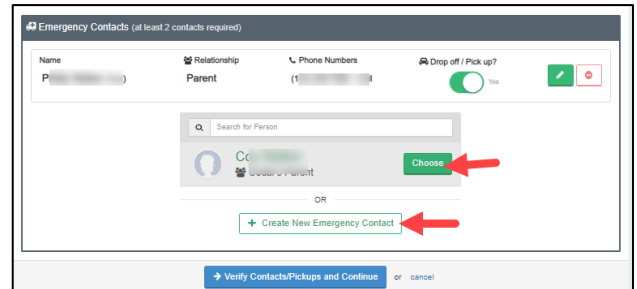 Emergency Contacts (at least 2 contacts required)
Name Relationship Phone Numbers Drop off / Pick up?
Parent Yes
Search for Person
Choose
OR
+ Create New Emergency Contact
Verify Contacts/Pickups and Continue or cancel